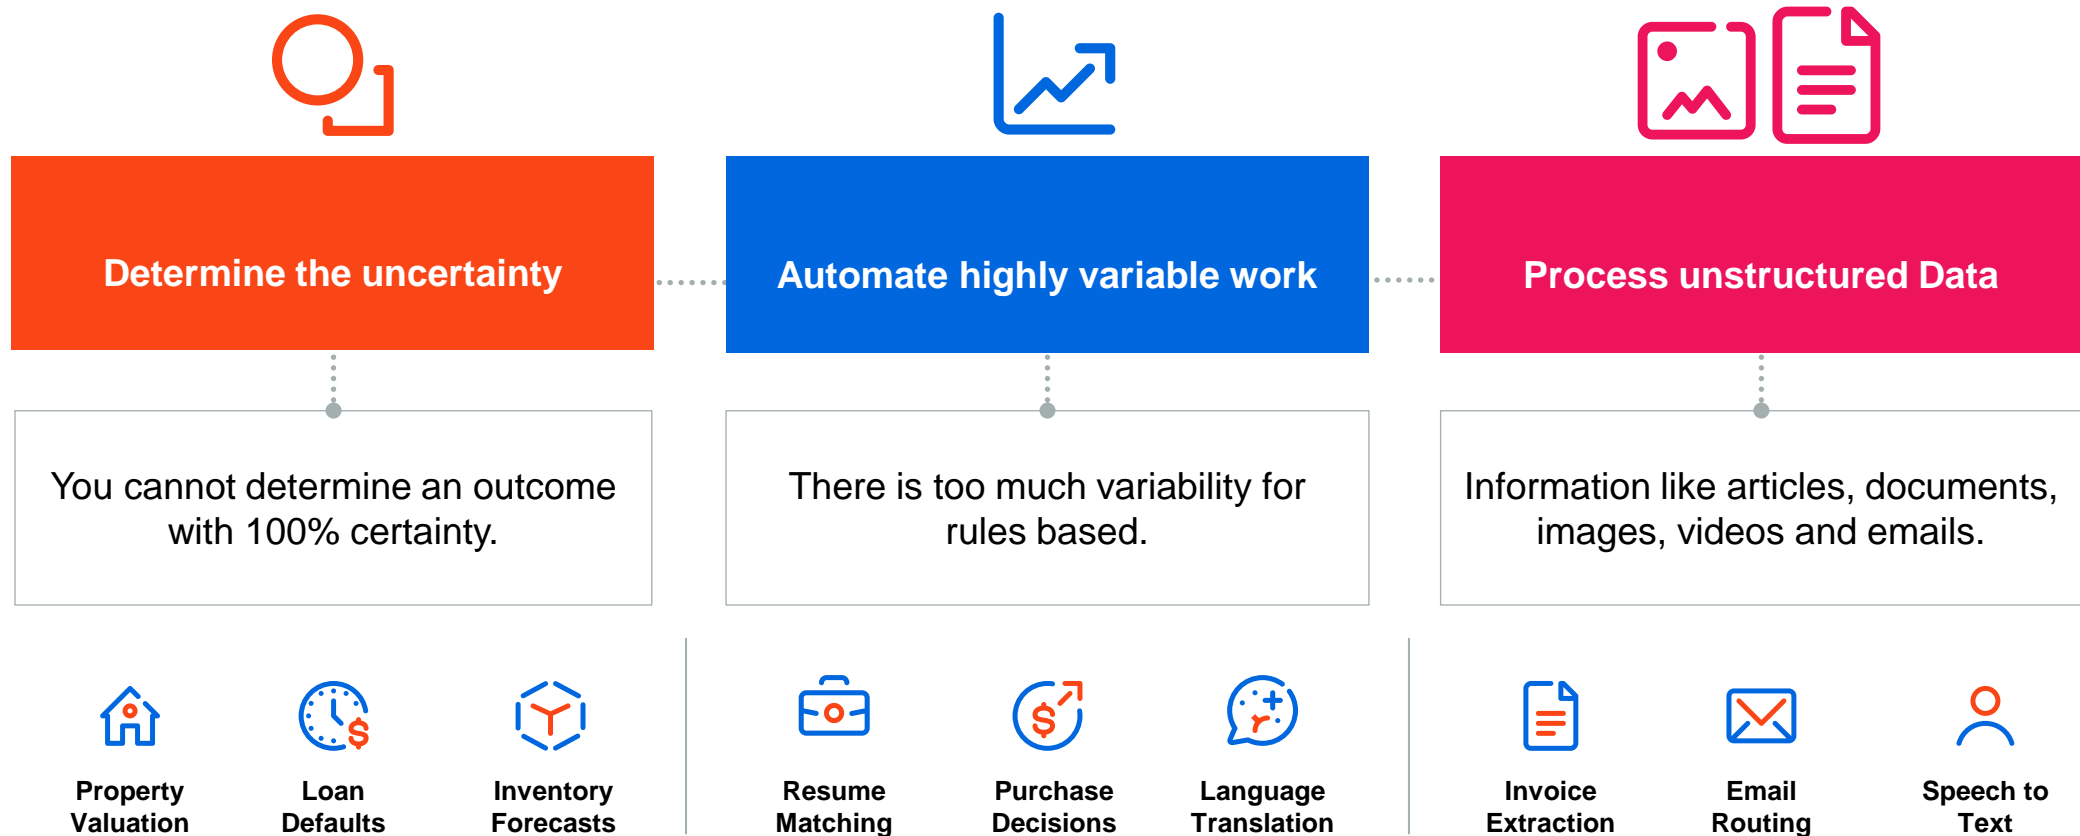 Determine the uncertainty
Automate highly variable work
Process unstructured Data
You cannot determine an outcome
with 100% certainty.
There is too much variability for
rules based.
Information like articles, documents,
images, videos and emails.
Property
Valuation
Loan
Defaults
Inventory
Forecasts
Resume
Matching
Purchase
Decisions
Language
Translation
Invoice
Extraction
Email
Routing
Speech to
Text